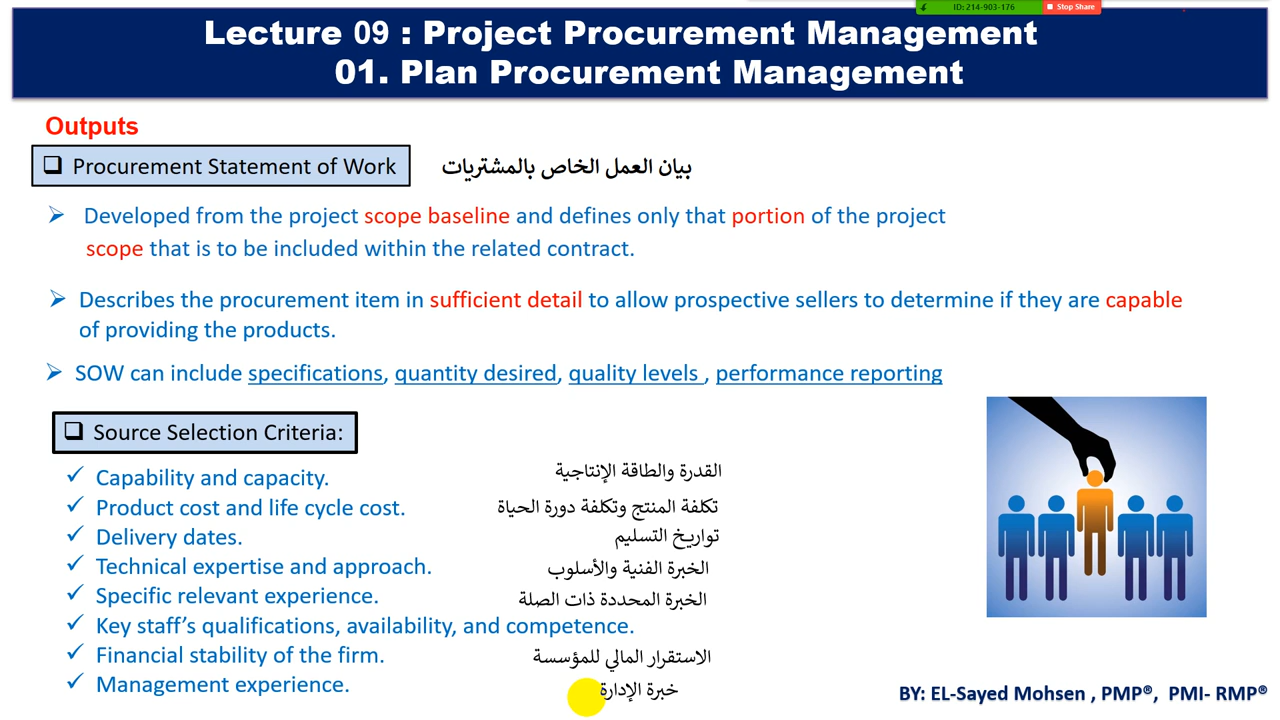 ID: 214-903-176 Stop Share
Lecture 09 : Project Procurement Management
01. Plan Procurement Management
Outputs
Procurement Statement of Work بيان العمل الخاص بالمشتريات
Developed from the project scope baseline and defines only that portion of the project
scope that is to be included within the related contract.
Describes the procurement item in sufficient detail to allow prospective sellers to determine if they are capable
of providing the products.
SOW can include specifications, quantity desired, quality levels , performance reporting
Source Selection Criteria:
Capability and capacity. القدرة والطاقة الإنتاجية
Product cost and life cycle cost. تكلفة المنتج وتكلفة دورة الحياة
Delivery dates. تواريخ التسليم
Technical expertise and approach. الخبرة الفنية والأسلوب
Specific relevant experience. الخبرة المحددة ذات الصلة
Key staff’s qualifications, availability, and competence.
Financial stability of the firm. الاستقرار المالي للمؤسسة
Management experience. خبرة الإدارة
BY: EL-Sayed Mohsen , PMP®, PMI- RMP®